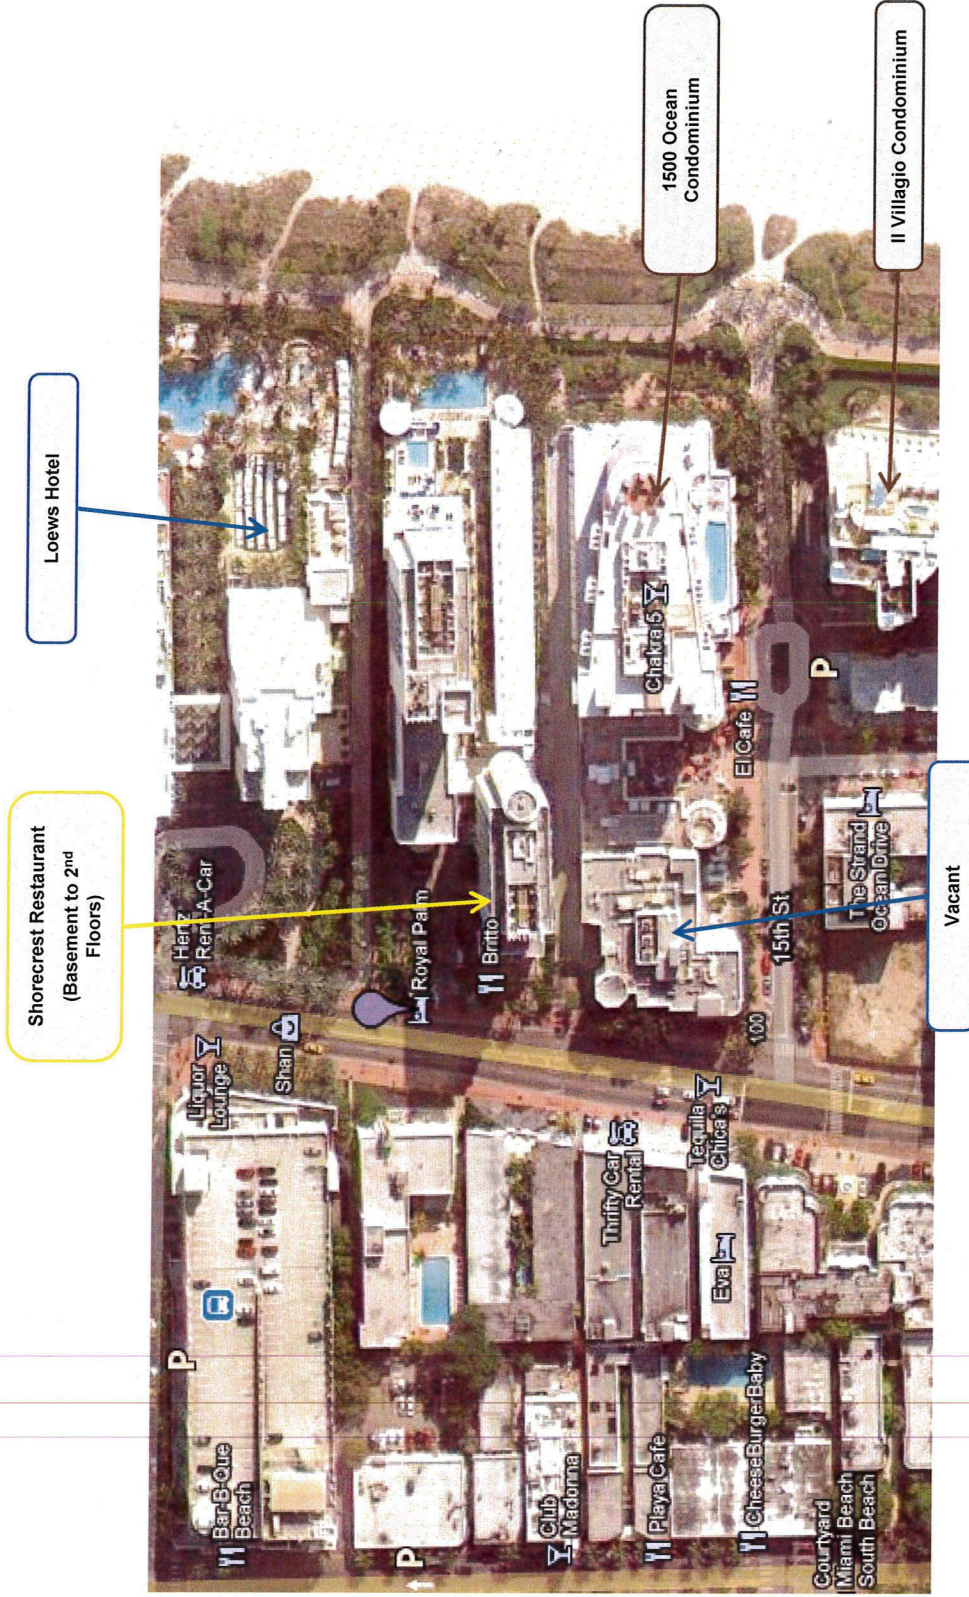 Loews Hotel
Shorecrest Restaurant
(Basement to 2nd
Floors)
1500 Ocean
Condominium
Il Villagio Condominium
Vacant
Hertz
Rent-A-Car
Liquor
Lounge
Shan
Royal Palm
Britto
Chakra 5
El Cafe
P
15th St
100
The Strand
Ocean Drive
Tequila
Chica's
Thrifty Car
Rental
Eva
P
Bar-B-Que
Beach
P
Club
Madonna
Playa Cafe
CheeseBurgerBaby
Courtyard
Miami Beach
South Beach